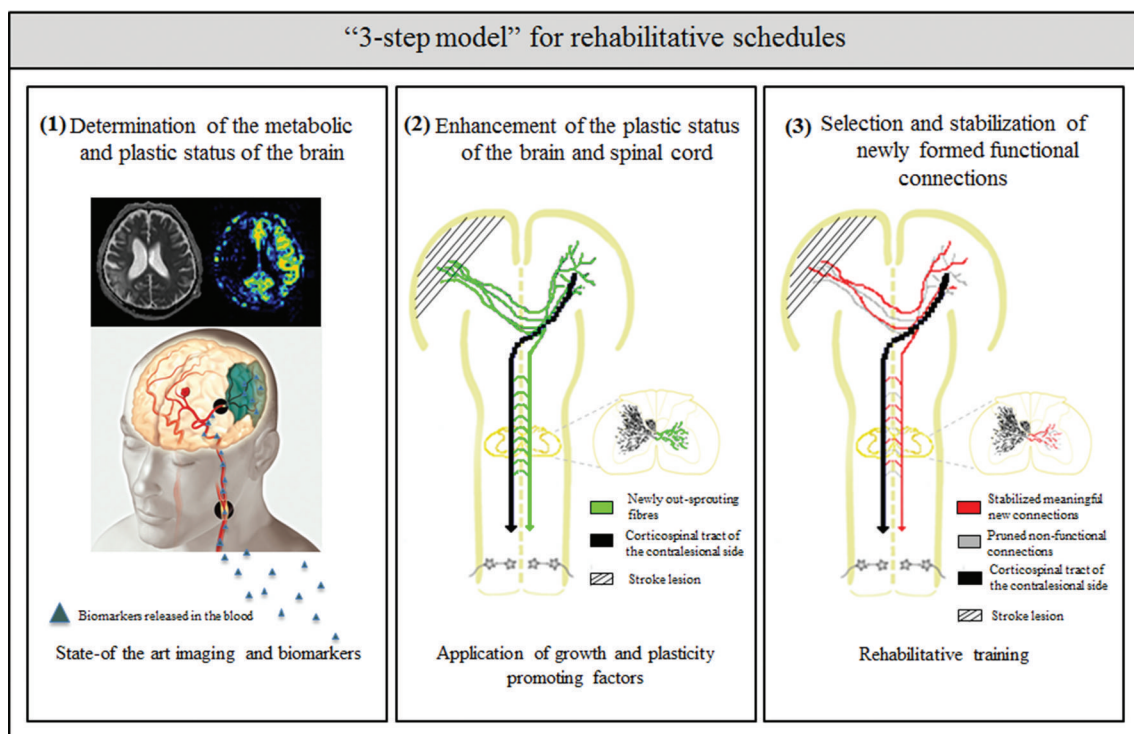 “3-step model” for rehabilitative schedules
(1) Determination of the metabolic
and plastic status of the brain
Biomarkers released in the blood
State-of the art imaging and biomarkers
(2) Enhancement of the plastic status
of the brain and spinal cord
Newly out-sprouting
fibres
Corticospinal tract of
the contralesional side
Stroke lesion
Application of growth and plasticity
promoting factors
(3) Selection and stabilization of
newly formed functional
connections
Stabilized meaningful
new connections
Pruned non-functional
connections
Corticospinal tract of
the contralesional side
Stroke lesion
Rehabilitative training